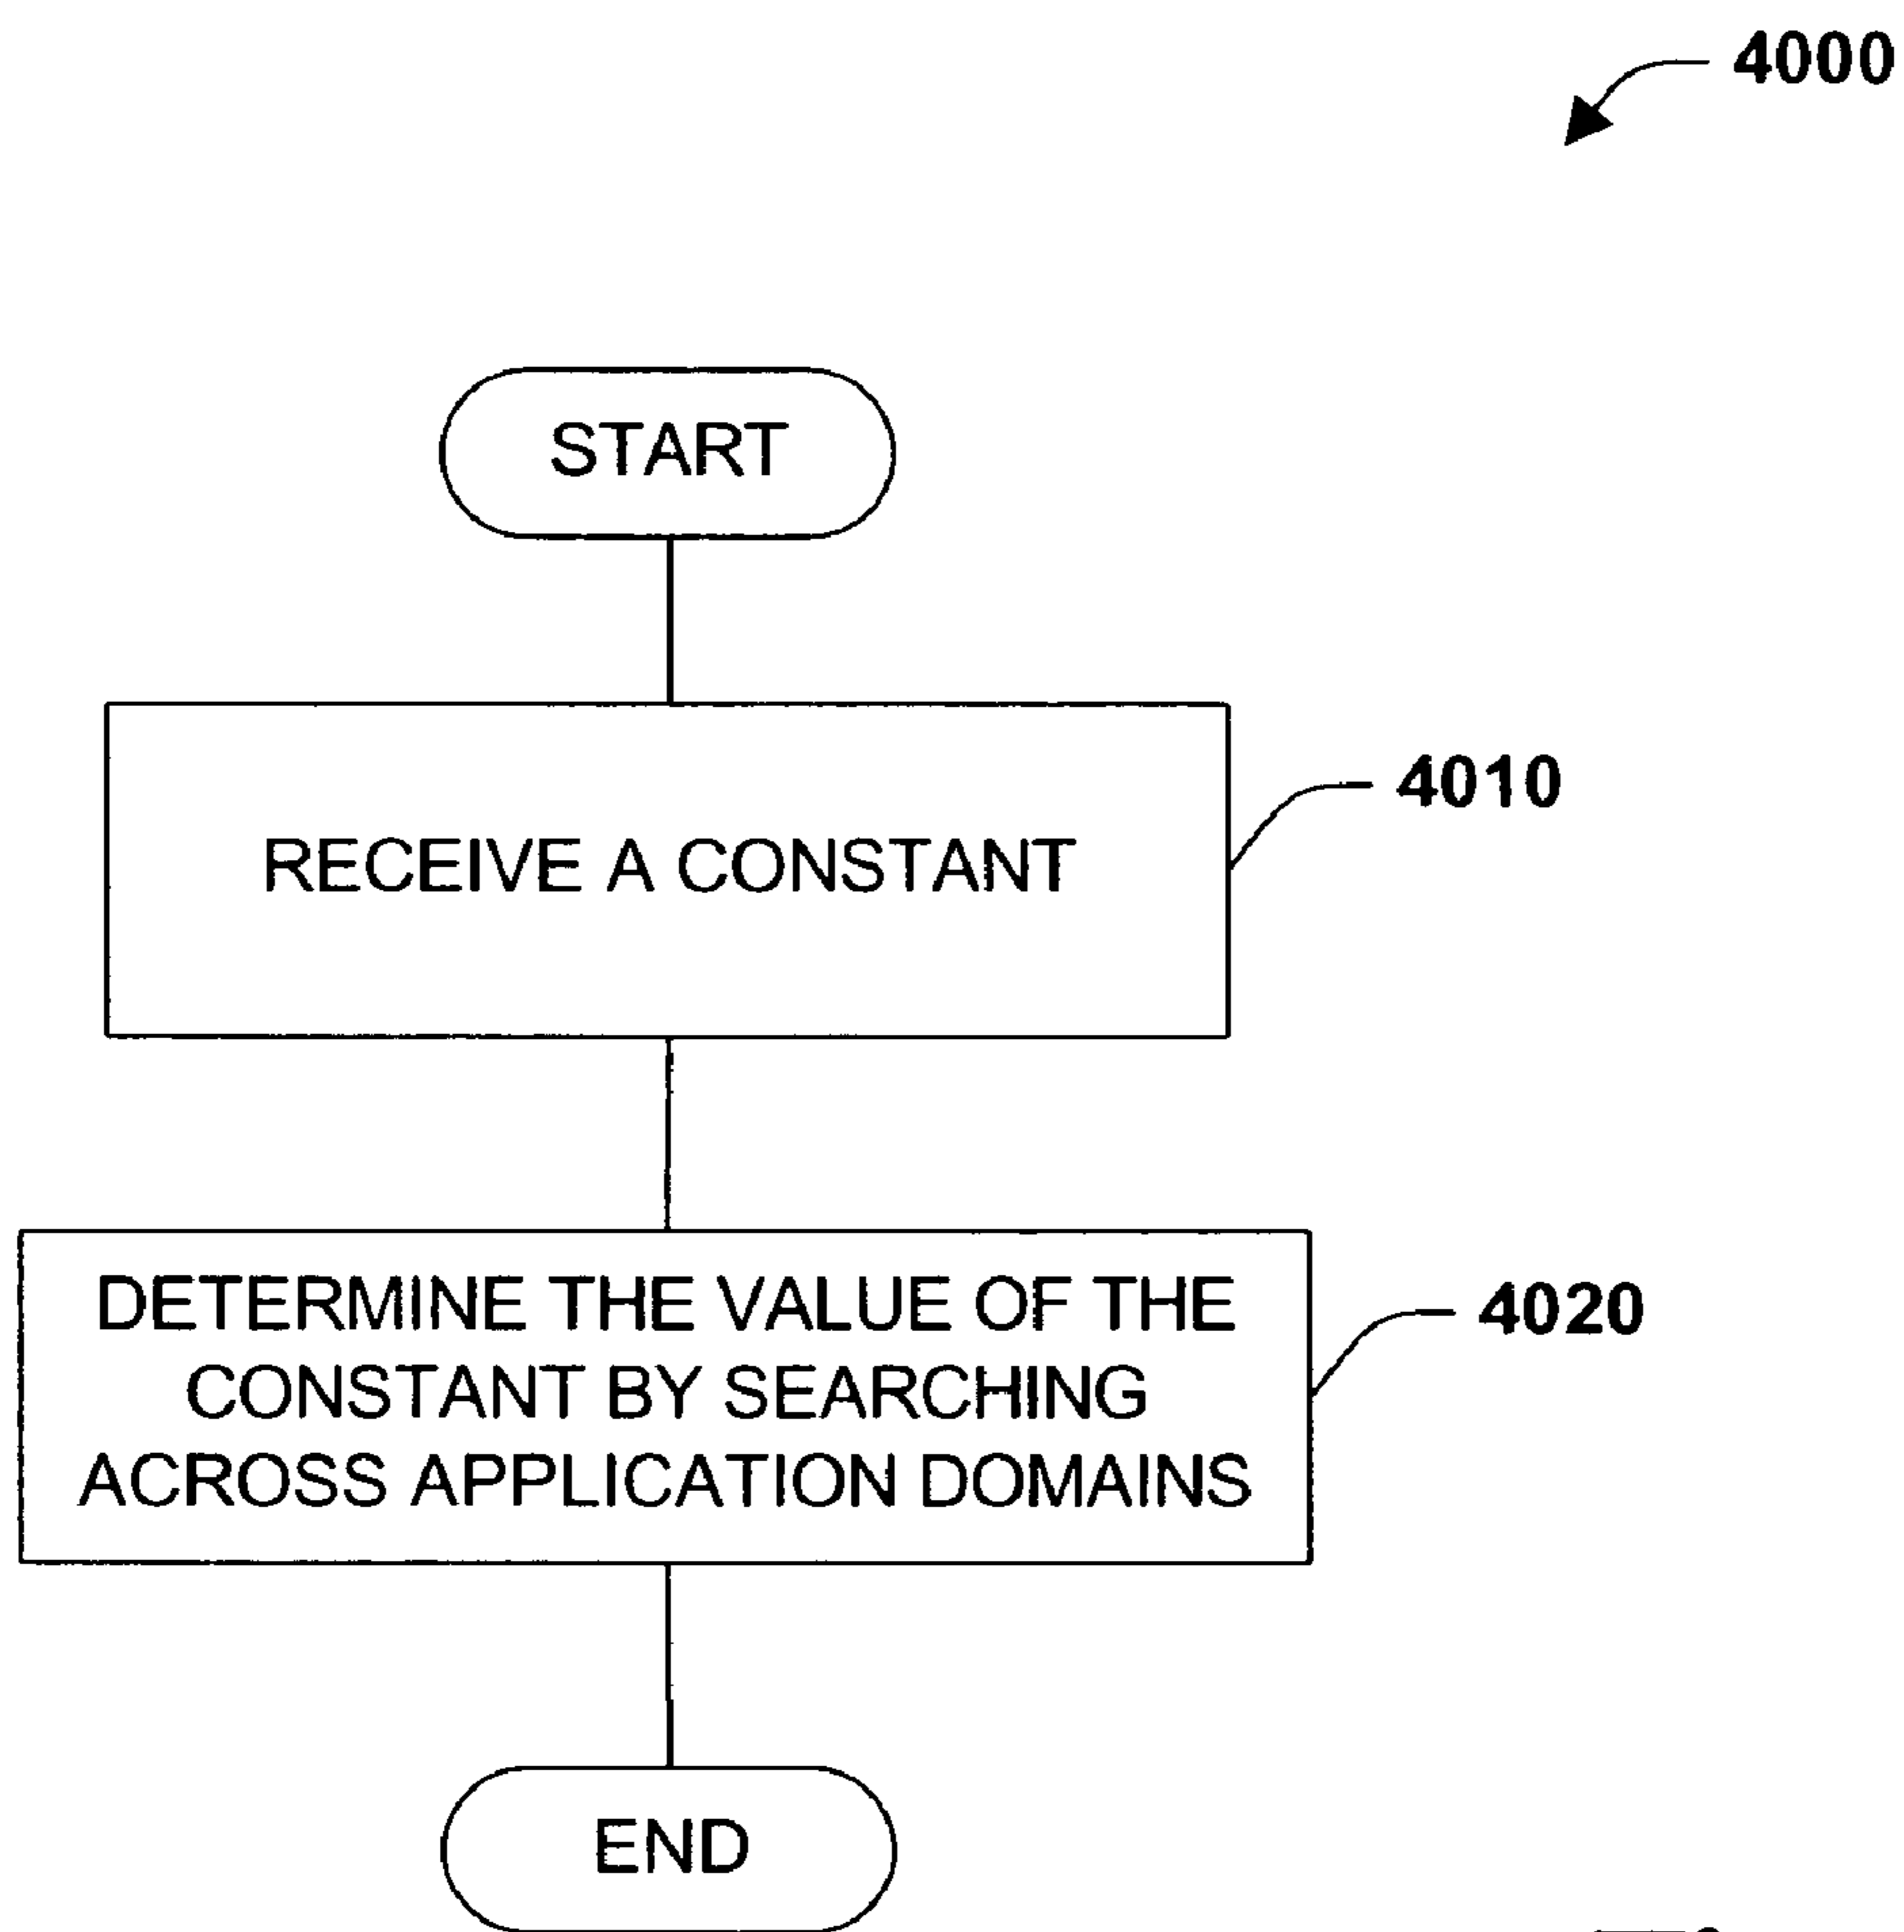 4000
START
RECEIVE A CONSTANT
4010
DETERMINE THE VALUE OF THE
CONSTANT BY SEARCHING
ACROSS APPLICATION DOMAINS
4020
END